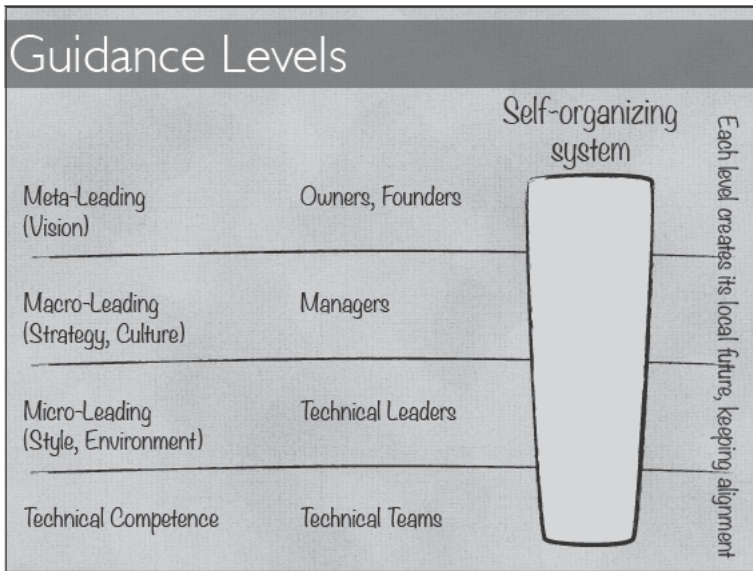 Guidance Levels
Self-organizing
system
Meta-Leading
(Vision)
Owners, Founders
Macro-Leading
(Strategy, Culture)
Managers
Micro-Leading
(Style, Environment)
Technical Leaders
Technical Competence
Technical Teams
Each level creates its local future, keeping alignment